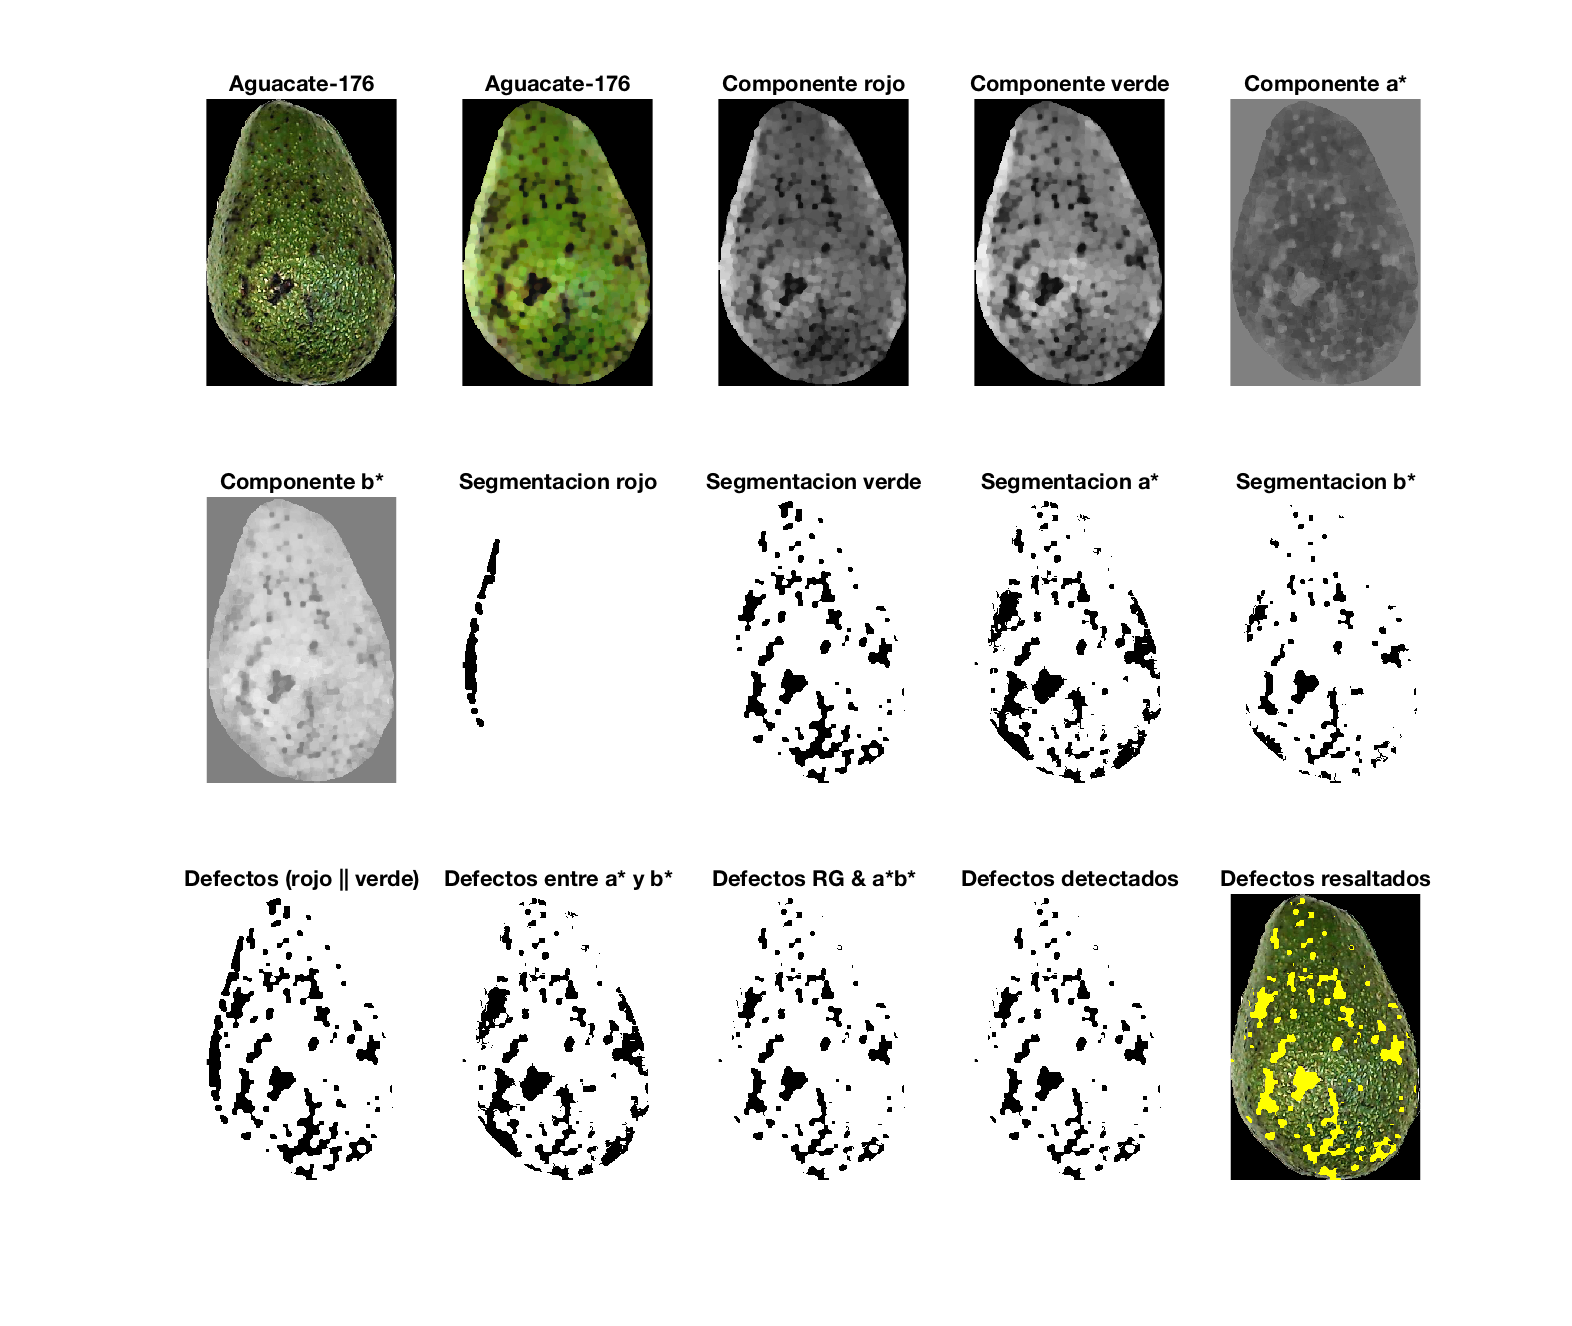 Aguacate-176
Aguacate-176
Componente rojo
Componente verde
Componente a*
Componente b*
Segmentacion rojo
Segmentacion verde
Segmentacion a*
Segmentacion b*
Defectos (rojo || verde)
Defectos entre a* y b*
Defectos RG & a*b*
Defectos detectados
Defectos resaltados